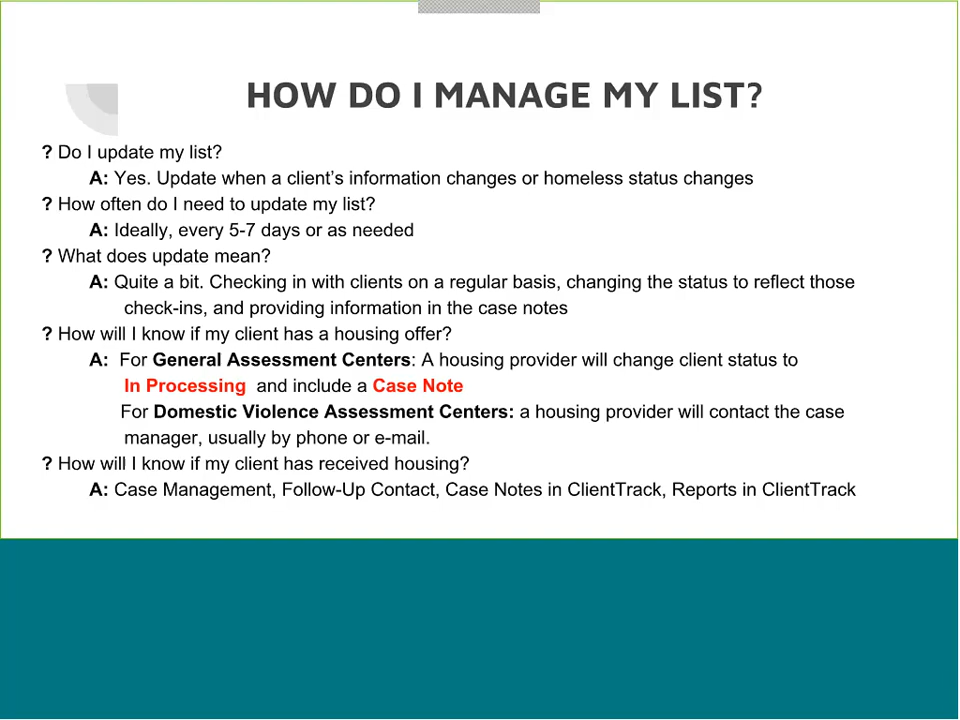 HOW DO I MANAGE MY LIST?
? Do I update my list?
A: Yes. Update when a client's information changes or homeless status changes
? How often do I need to update my list?
A: Ideally, every 5-7 days or as needed
? What does update mean?
A: Quite a bit. Checking in with clients on a regular basis, changing the status to reflect those
check-ins, and providing information in the case notes
? How will I know if my client has a housing offer?
A: For General Assessment Centers: A housing provider will change client status to
In Processing and include a Case Note
For Domestic Violence Assessment Centers: a housing provider will contact the case
manager, usually by phone or e-mail.
? How will I know if my client has received housing?
A: Case Management, Follow-Up Contact, Case Notes in ClientTrack, Reports in ClientTrack